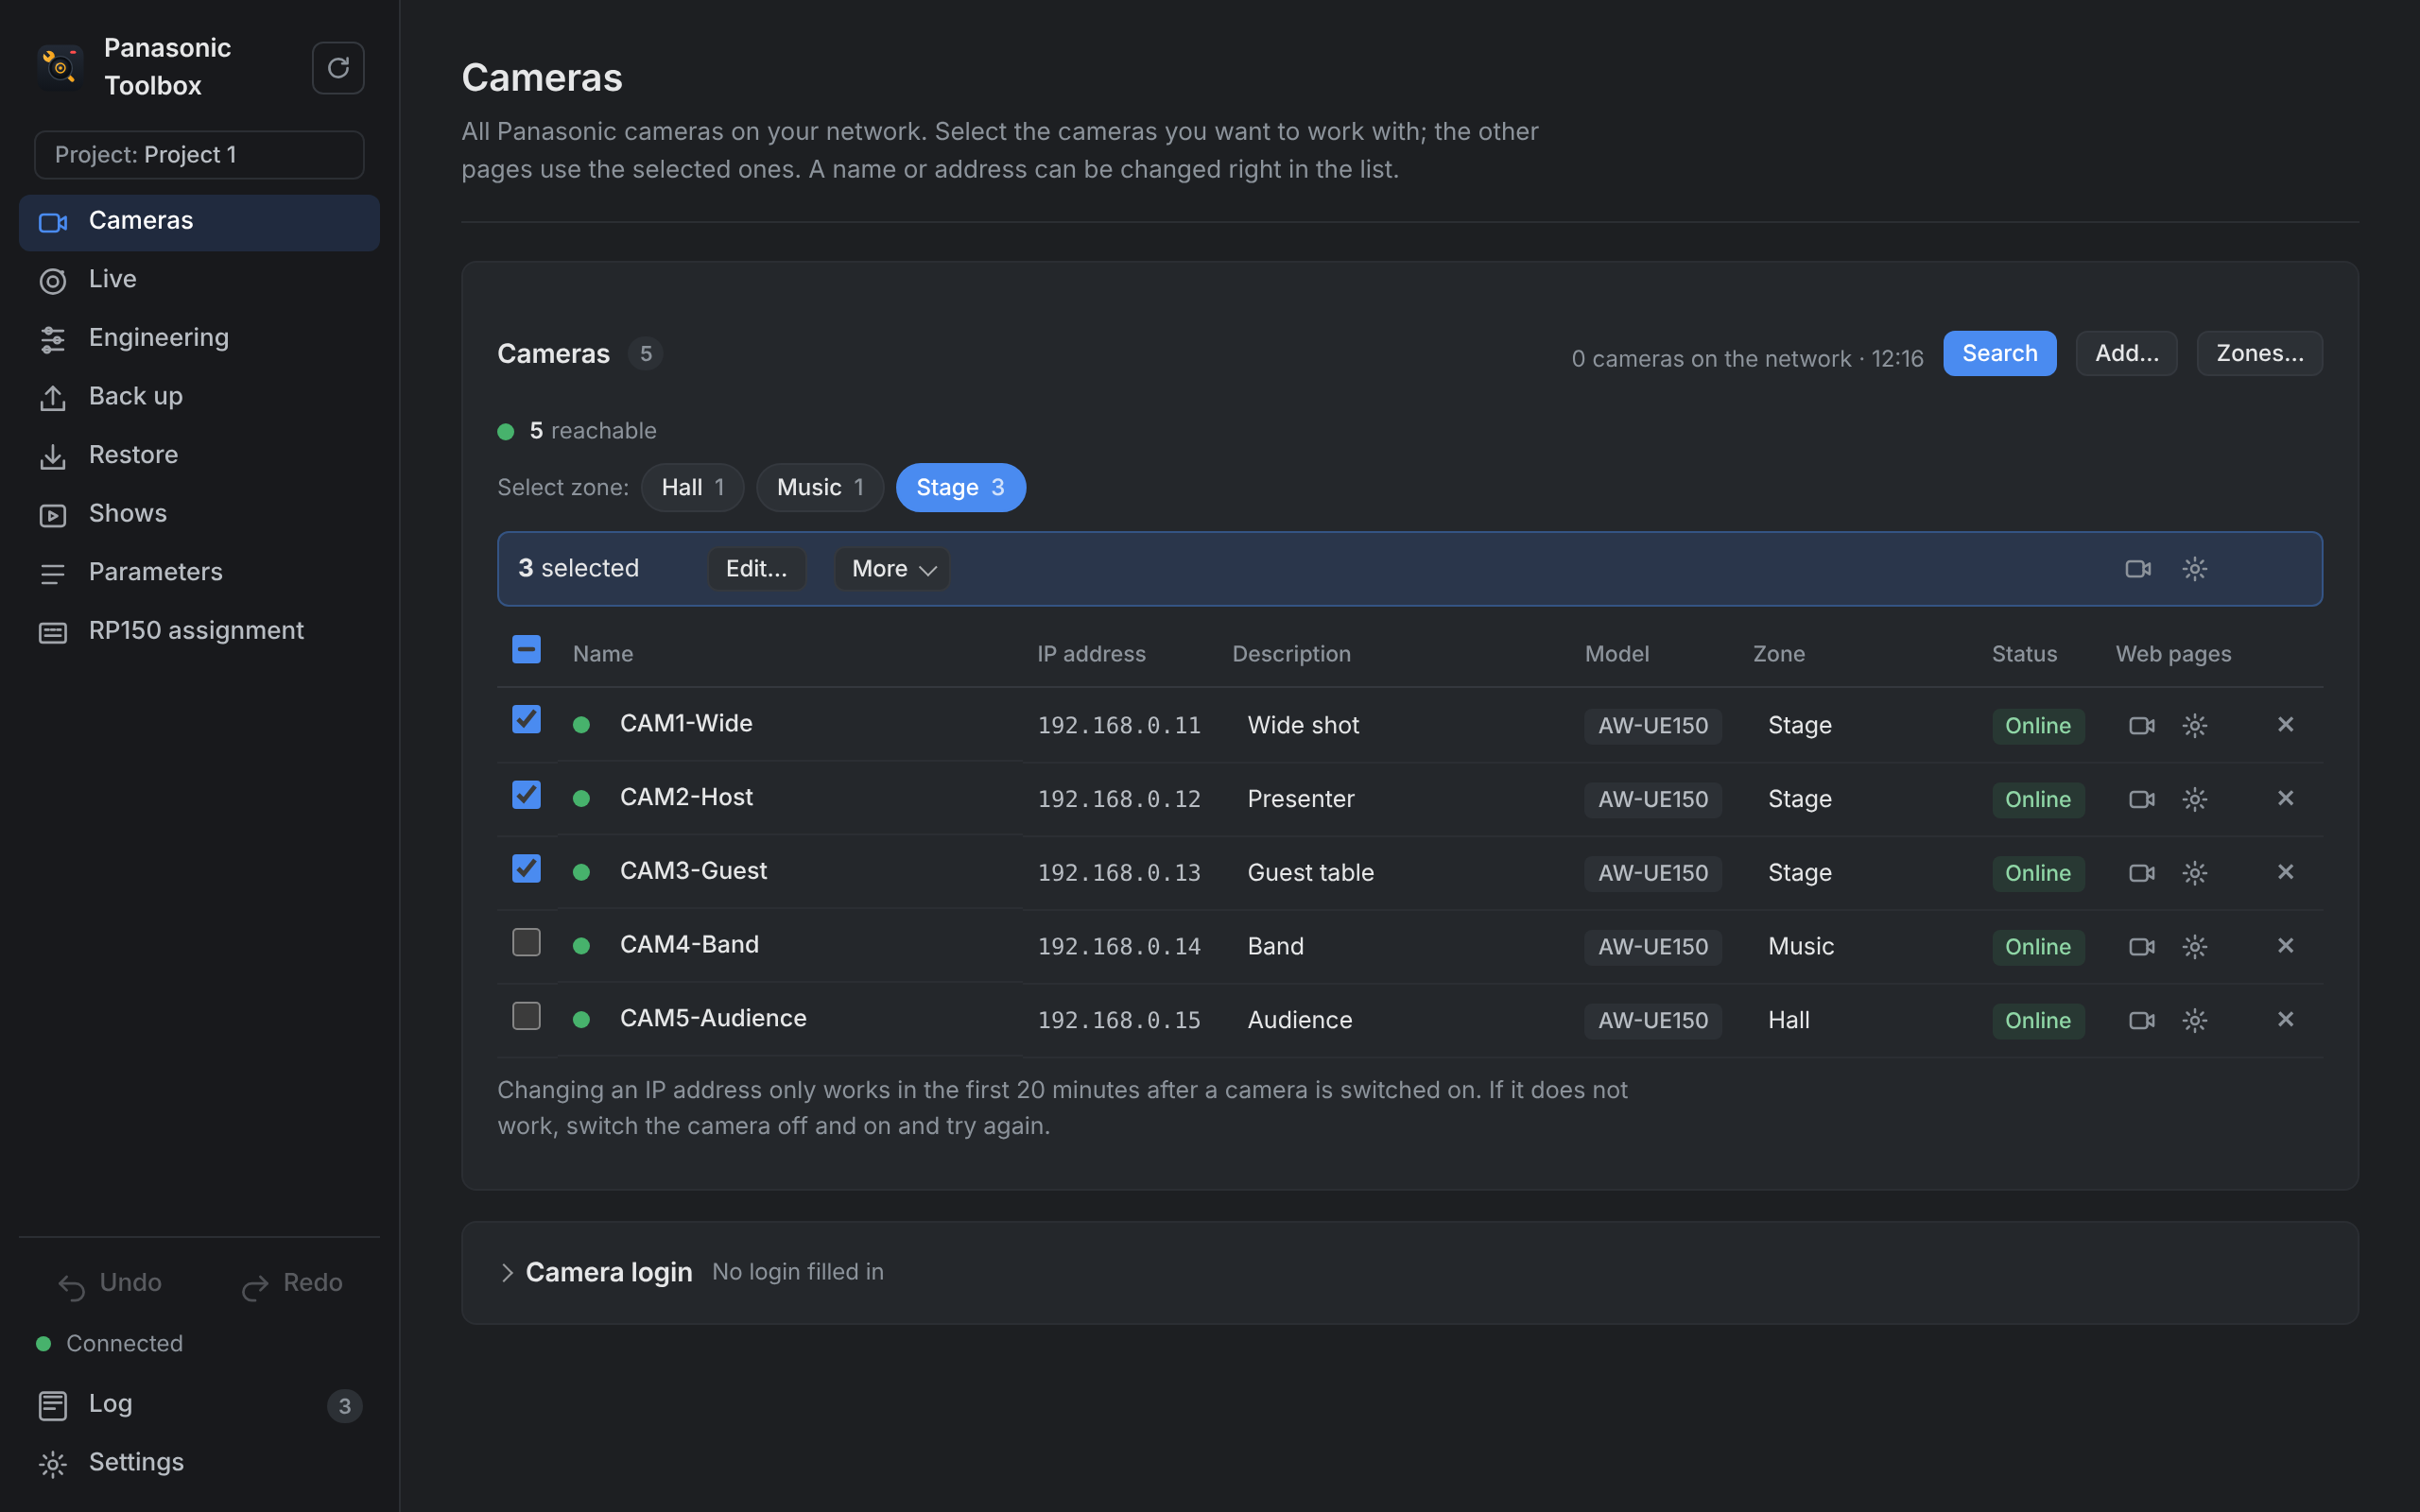 Panasonic
Toolbox
Project: Project 1
Cameras
Live
Engineering
Back up
Restore
Shows
Parameters
RP150 assignment
Undo Redo
Connected
Log 3
Settings
Cameras
All Panasonic cameras on your network. Select the cameras you want to work with; the other
pages use the selected ones. A name or address can be changed right in the list.
Cameras 5 0 cameras on the network · 12:16 Search Add... Zones...
5 reachable
Select zone: Hall 1 Music 1 Stage 3
3 selected Edit... More
Name IP address Description Model Zone Status Web pages
CAM1-Wide 192.168.0.11 Wide shot AW-UE150 Stage Online
CAM2-Host 192.168.0.12 Presenter AW-UE150 Stage Online
CAM3-Guest 192.168.0.13 Guest table AW-UE150 Stage Online
CAM4-Band 192.168.0.14 Band AW-UE150 Music Online
CAM5-Audience 192.168.0.15 Audience AW-UE150 Hall Online
Changing an IP address only works in the first 20 minutes after a camera is switched on. If it does not
work, switch the camera off and on and try again.
Camera login No login filled in